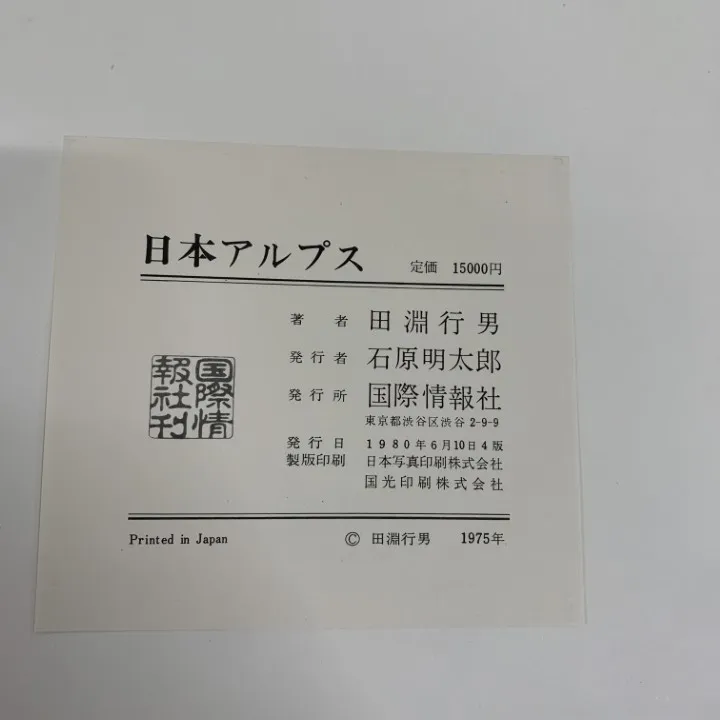 日本アルプス 定価 15000円
著者 田淵行男
発行者 石原明太郎
発行所 国際情報社
東京都渋谷区渋谷 2-9-9
発行日 1980年6月10日4版
製版印刷 日本写真印刷株式会社
国光印刷株式会社
国際情報社刊
Printed in Japan © 田淵行男 1975年